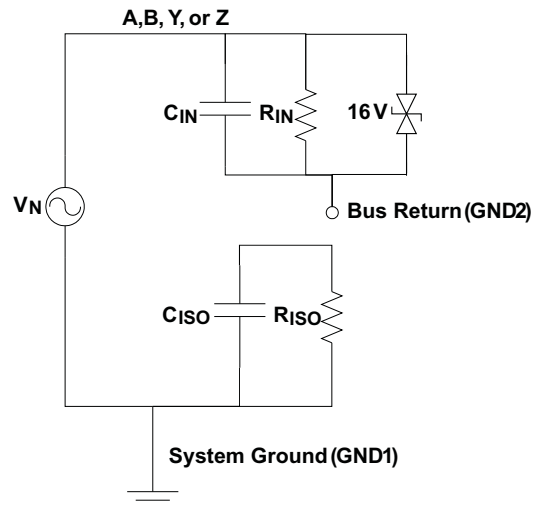 A,B, Y, or Z
CIN
RIN
16 V
VN
Bus Return (GND2)
CISO
RISO
System Ground (GND1)